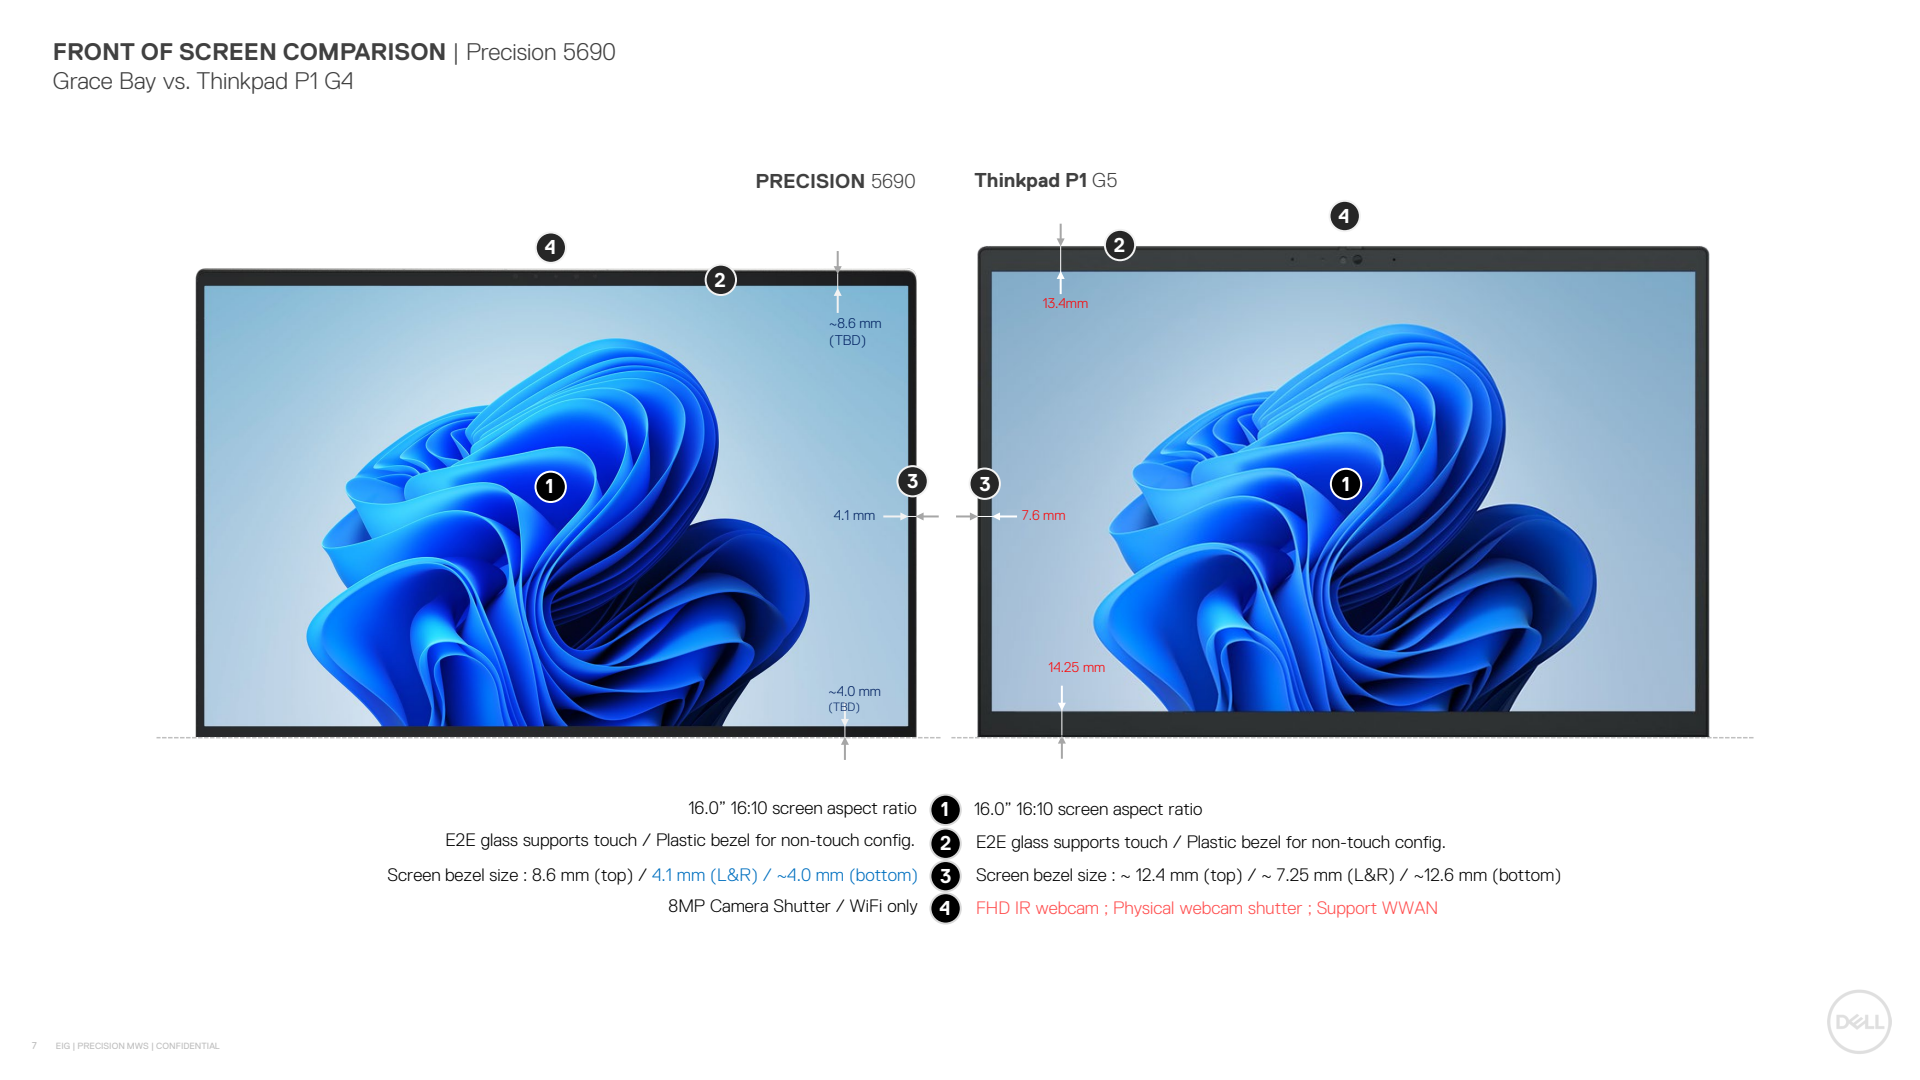 FRONT OF SCREEN COMPARISON | Precision 5690
Grace Bay vs. Thinkpad P1 G4
PRECISION 5690
Thinkpad P1 G5
4
2
~8.6 mm
(TBD)
1
3
4.1 mm
~4.0 mm
(TBD)
4
2
13.4mm
3
1
7.6 mm
14.25 mm
16.0” 16:10 screen aspect ratio 1 16.0” 16:10 screen aspect ratio
E2E glass supports touch / Plastic bezel for non-touch config. 2 E2E glass supports touch / Plastic bezel for non-touch config.
Screen bezel size : 8.6 mm (top) / 4.1 mm (L&R) / ~4.0 mm (bottom) 3 Screen bezel size : ~ 12.4 mm (top) / ~ 7.25 mm (L&R) / ~12.6 mm (bottom)
8MP Camera Shutter / WiFi only 4 FHD IR webcam ; Physical webcam shutter ; Support WWAN
7 EIG | PRECISION MWS | CONFIDENTIAL
DELL